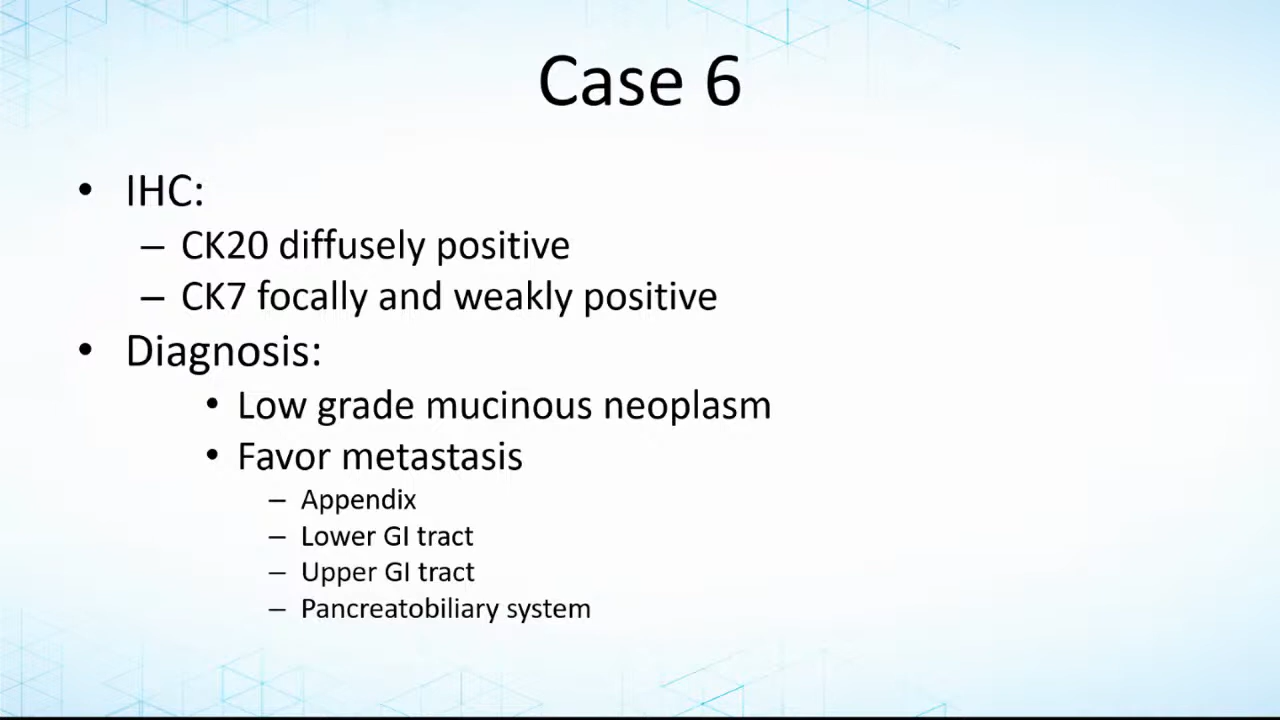 Case 6
• IHC:
– CK20 diffusely positive
– CK7 focally and weakly positive
• Diagnosis:
• Low grade mucinous neoplasm
• Favor metastasis
– Appendix
– Lower GI tract
– Upper GI tract
– Pancreatobiliary system